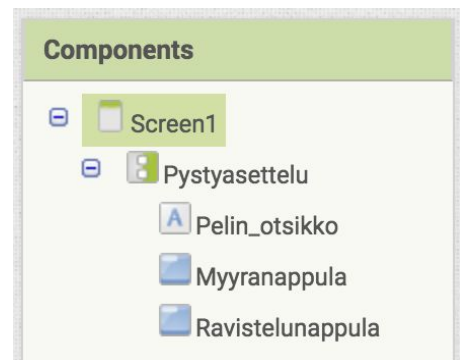 Components
Screen1
Pystyasettelu
Pelin_otsikko
Myyranappula
Ravistelunappula